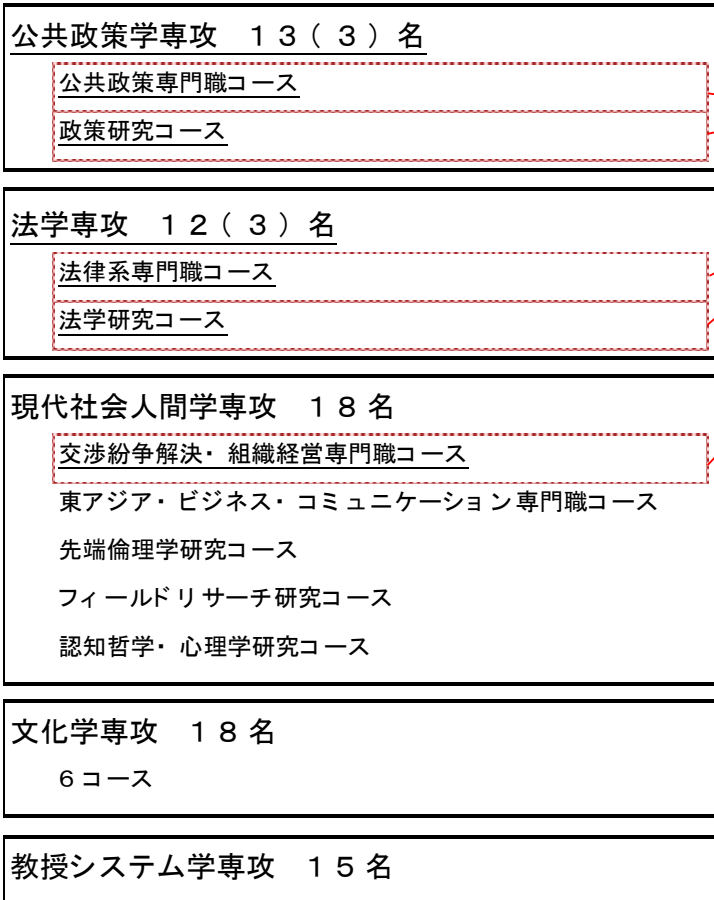 公共政策学専攻　１３（３）名
公共政策専門職コース
政策研究コース
法学専攻　１２（３）名
法律系専門職コース
法学研究コース
現代社会人間学専攻　１８名
交渉紛争解決・組織経営専門職コース
東アジア・ビジネス・コミュニケーション専門職コース
先端倫理学研究コース
フィールドリサーチ研究コース
認知哲学・心理学研究コース
文化学専攻　１８名
６コース
教授システム学専攻　１５名